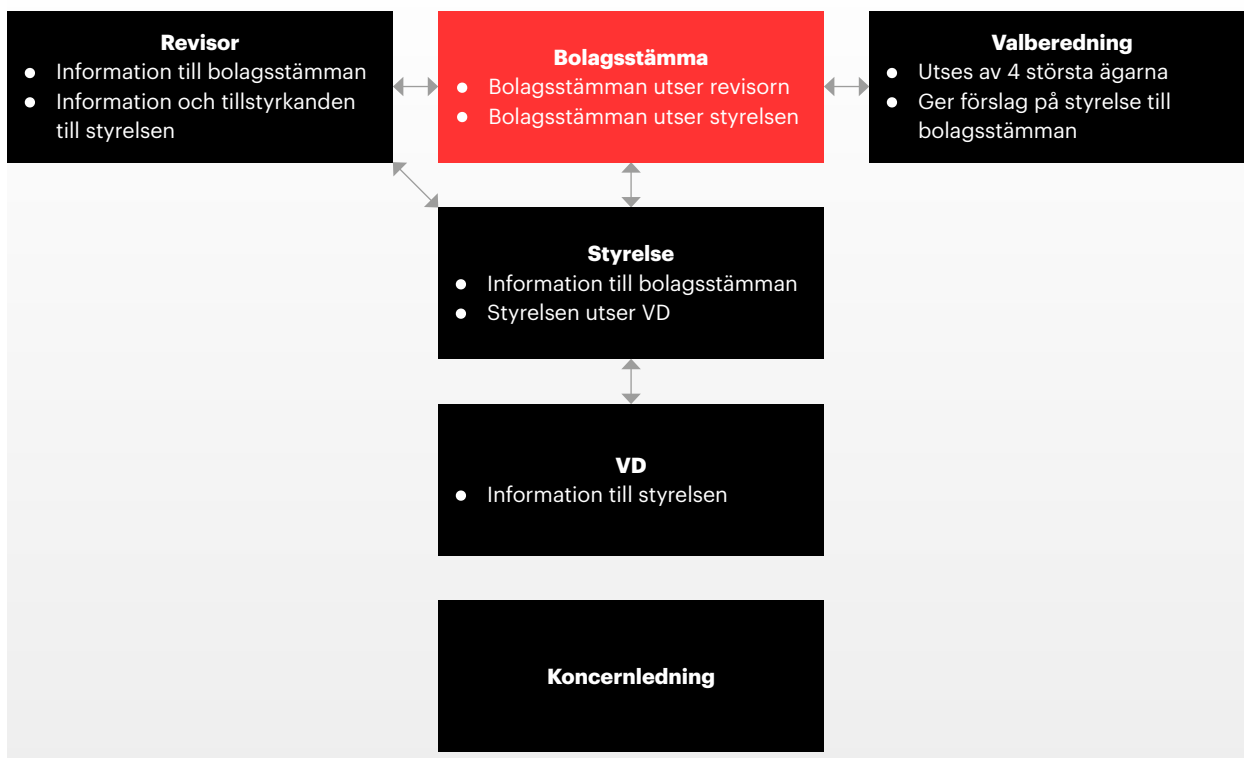 Revisor
● Information till bolagsstämman
● Information och tillstyrkanden
till styrelsen
Bolagsstämma
● Bolagsstämman utser revisorn
● Bolagsstämman utser styrelsen
Valberedning
● Utses av 4 största ägarna
● Ger förslag på styrelse till
bolagsstämman
Styrelse
● Information till bolagsstämman
● Styrelsen utser VD
VD
● Information till styrelsen
Koncernledning